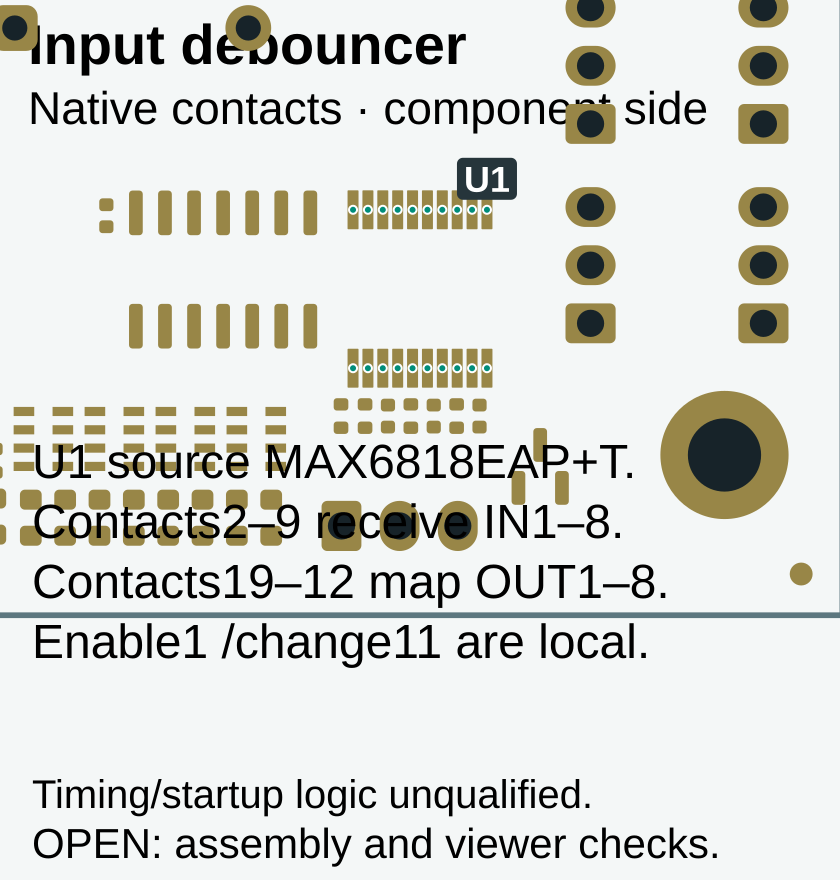 Input debouncer
Native contacts · component side
U1
U1 source MAX6818EAP+T.
Contacts2–9 receive IN1–8.
Contacts19–12 map OUT1–8.
Enable1 /change11 are local.
Timing/startup logic unqualified.
OPEN: assembly and viewer checks.